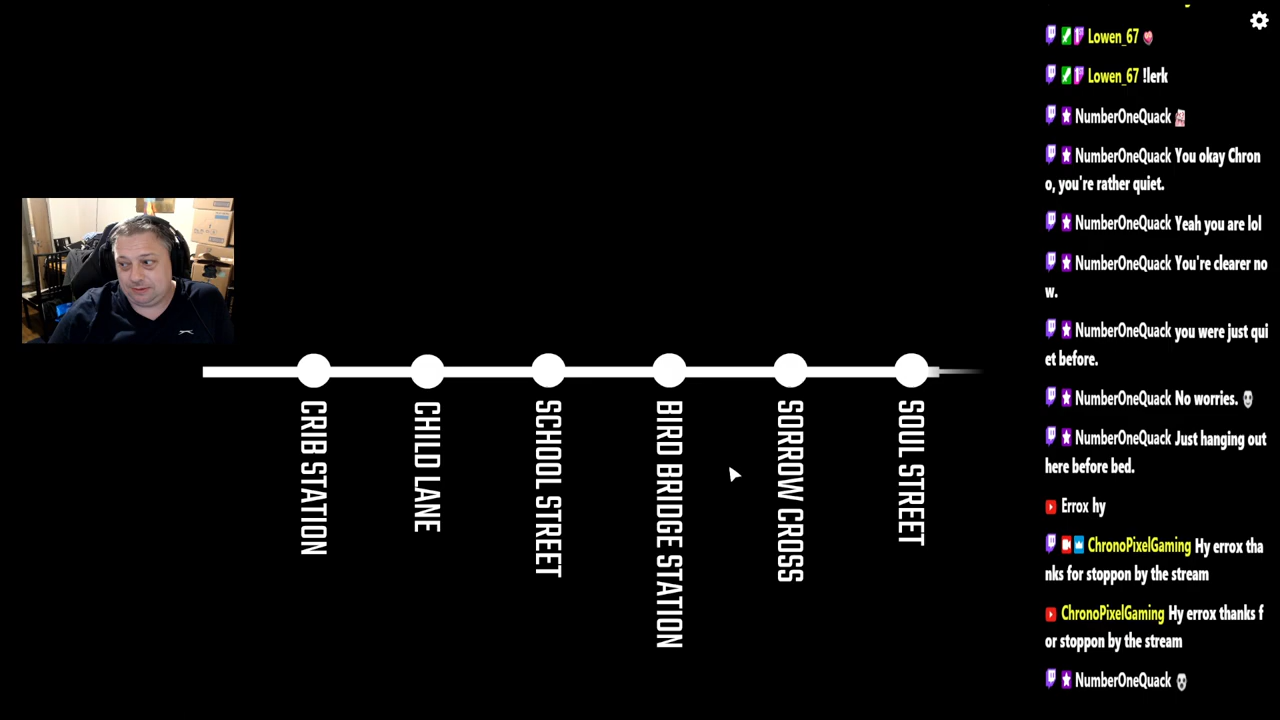 CRIB STATION
CHILD LANE
SCHOOL STREET
BIRD BRIDGE STATION
SORROW CROSS
SOUL STREET
Lowen_67
Lowen_67 !lerk
NumberOneQuack
NumberOneQuack You okay Chron
o, you're rather quiet.
NumberOneQuack Yeah you are lol
NumberOneQuack You're clearer no
w.
NumberOneQuack you were just qui
et before.
NumberOneQuack No worries.
NumberOneQuack Just hanging out
here before bed.
Errox hy
ChronoPixelGaming Hy errox tha
nks for stoppon by the stream
ChronoPixelGaming Hy errox thanks f
or stoppon by the stream
NumberOneQuack